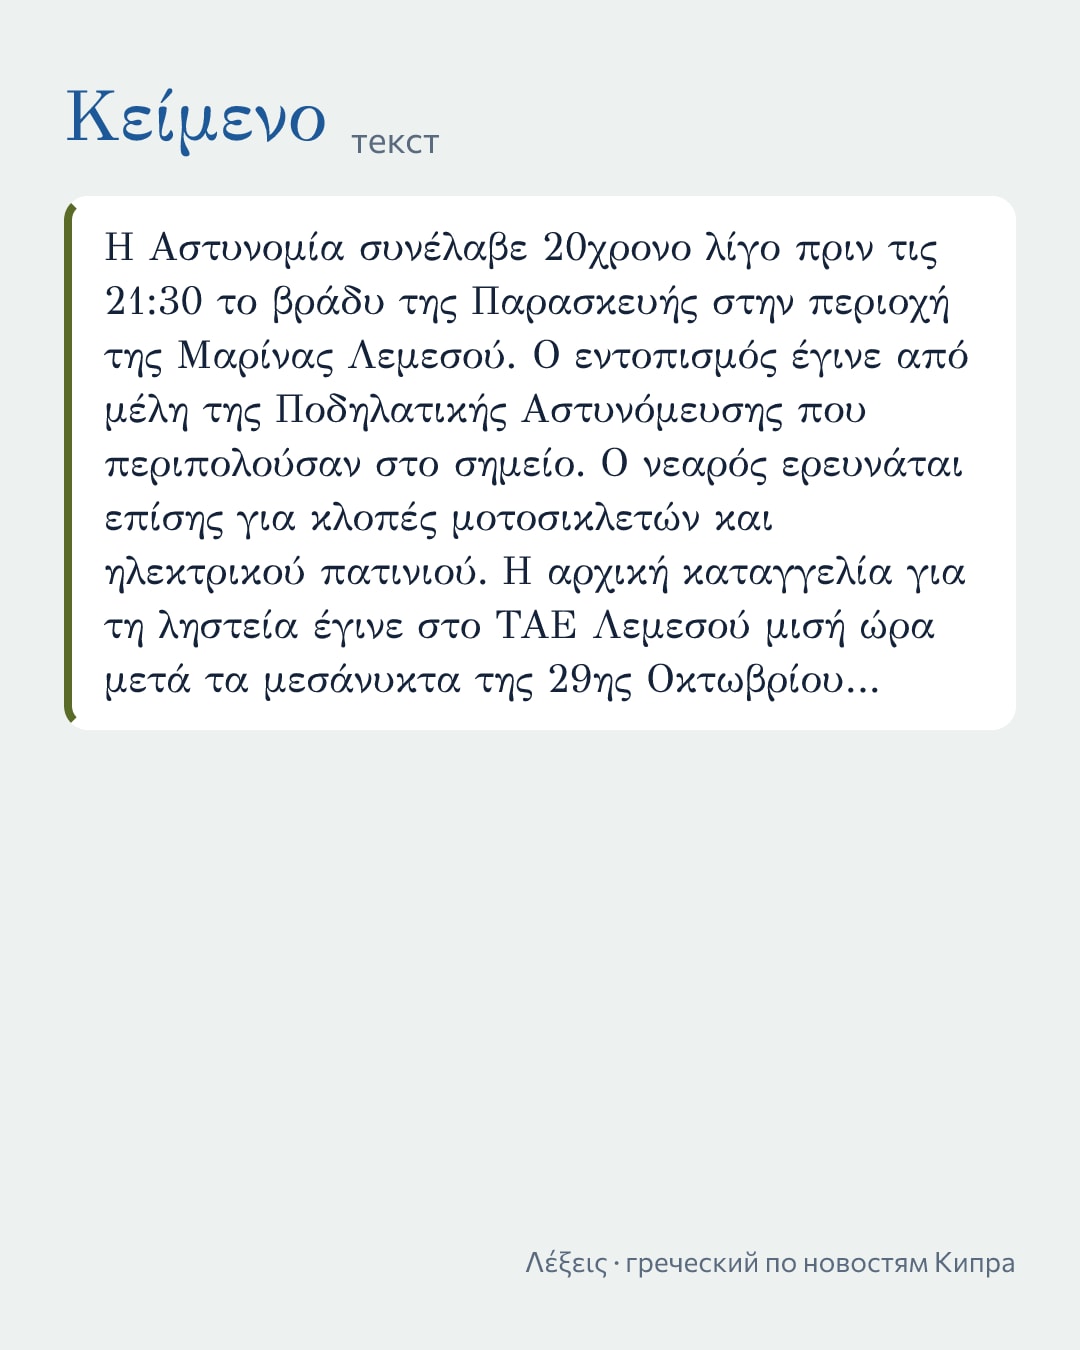 Κείμενο текст
Η Αστυνομία συνέλαβε 20χρονο λίγο πριν τις
21:30 το βράδυ της Παρασκευής στην περιοχή
της Μαρίνας Λεμεσού. Ο εντοπισμός έγινε από
μέλη της Ποδηλατικής Αστυνόμευσης που
περιπολούσαν στο σημείο. Ο νεαρός ερευνάται
επίσης για κλοπές μοτοσικλετών και
ηλεκτρικού πατινιού. Η αρχική καταγγελία για
τη ληστεία έγινε στο ΤΑΕ Λεμεσού μισή ώρα
μετά τα μεσάνυκτα της 29ης Οκτωβρίου...
Λέξεις · греческий по новостям Кипра